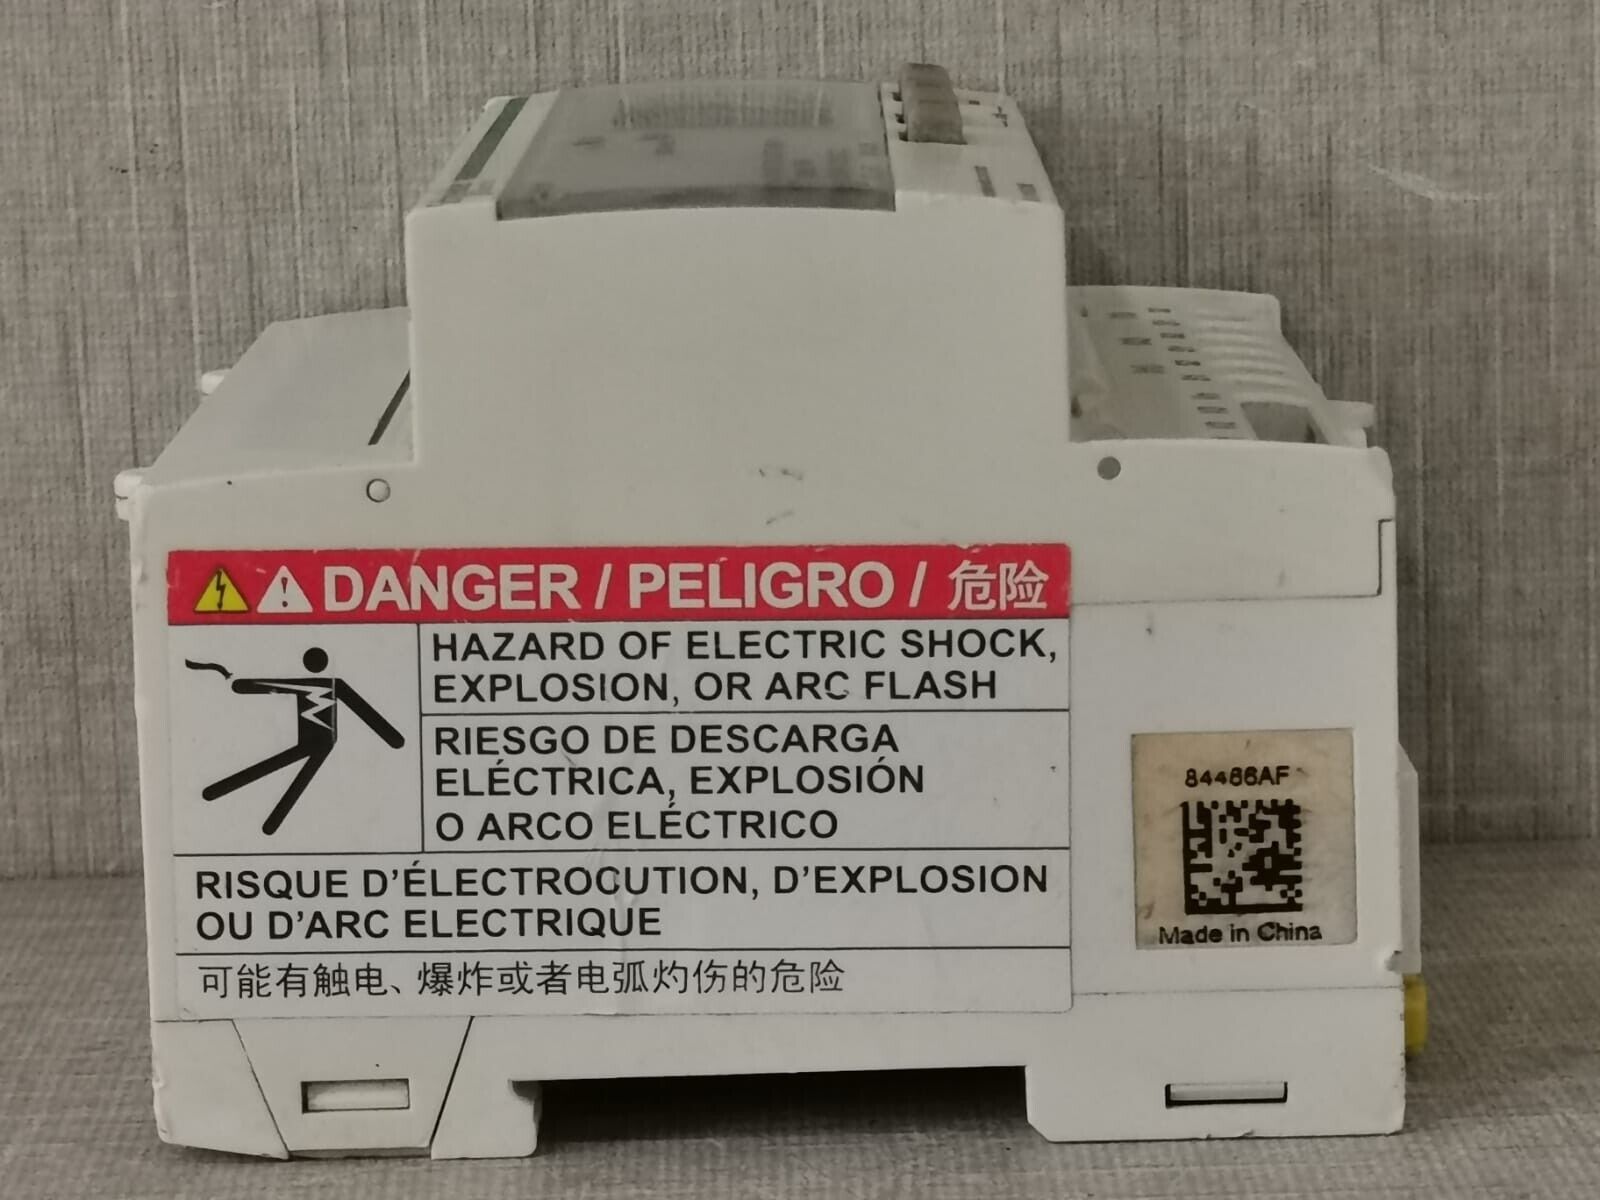 DANGER / PELIGRO / 危险
HAZARD OF ELECTRIC SHOCK,
EXPLOSION, OR ARC FLASH
RIESGO DE DESCARGA
ELÉCTRICA, EXPLOSIÓN
O ARCO ELÉCTRICO
RISQUE D'ÉLECTROCUTION, D'EXPLOSION
OU D'ARC ELECTRIQUE
可能有触电、爆炸或者电弧灼伤的危险
84486AF
Made in China